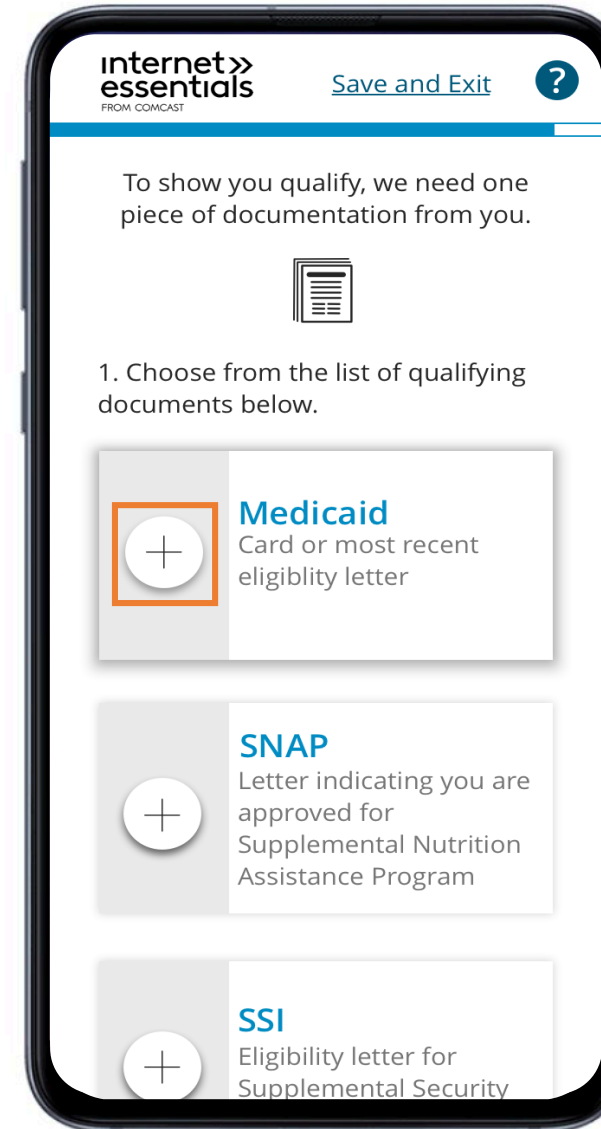 internet»
essentials
FROM COMCAST
Save and Exit
?
To show you qualify, we need one
piece of documentation from you.
1. Choose from the list of qualifying
documents below.
Medicaid
Card or most recent
eligiblity letter
SNAP
Letter indicating you are
approved for
Supplemental Nutrition
Assistance Program
SSI
Eligibility letter for
Supplemental Security